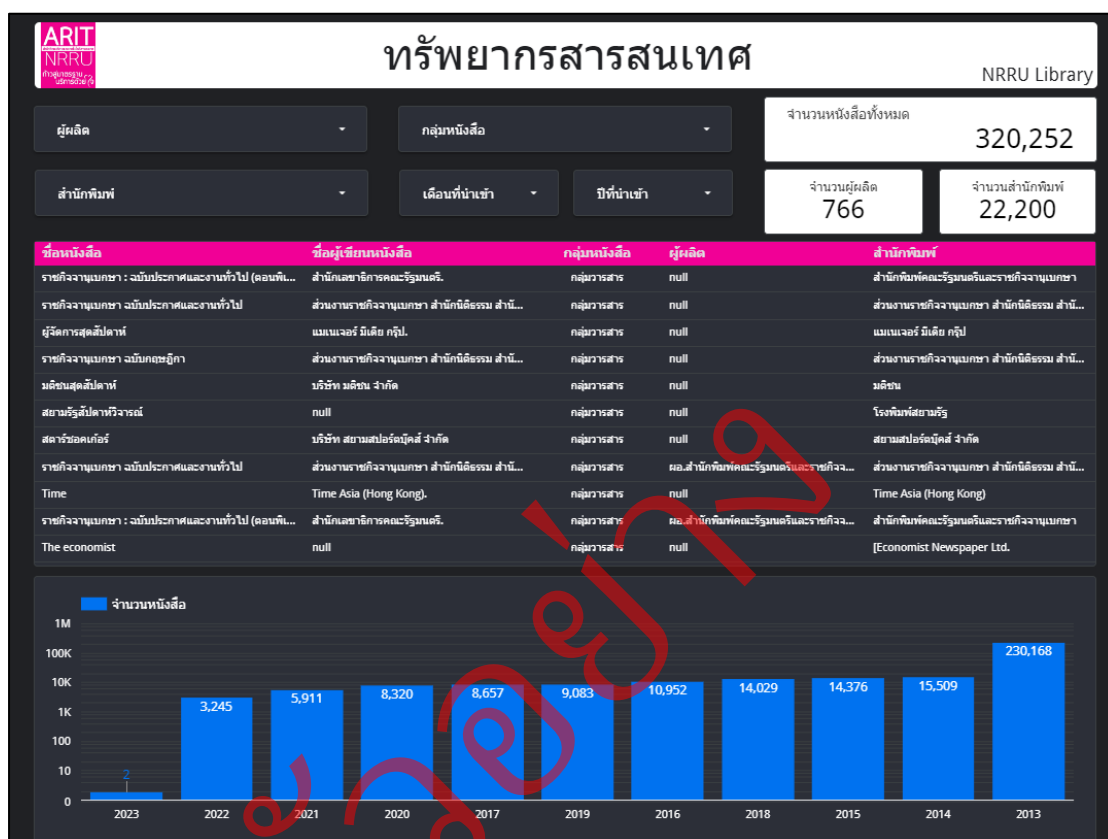 ARIT
NRRU
ทรัพยากรสารสนเทศ
NRRU Library
ผู้ผลิต
กลุ่มหนังสือ
จำนวนหนังสือทั้งหมด
320,252
สำนักพิมพ์
เดือนที่นำเข้า
ปีที่นำเข้า
จำนวนผู้ผลิต
766
จำนวนสำนักพิมพ์
22,200
ชื่อหนังสือ ชื่อผู้เขียนหนังสือ กลุ่มหนังสือ ผู้ผลิต สำนักพิมพ์
ราชกิจจานุเบกษา : ฉบับประกาศและงานทั่วไป (ตอนพิเ... สำนักเลขาธิการคณะรัฐมนตรี. กลุ่มวารสาร null สำนักพิมพ์คณะรัฐมนตรีและราชกิจจานุเบกษา
ราชกิจจานุเบกษา ฉบับประกาศและงานทั่วไป ส่วนงานราชกิจจานุเบกษา สำนักนิติธรรม สำนั... กลุ่มวารสาร null ส่วนงานราชกิจจานุเบกษา สำนักนิติธรรม สำนั...
ผู้จัดการสุดสัปดาห์ แมเนเจอร์ มีเดีย กรุ๊ป. กลุ่มวารสาร null แมเนเจอร์ มีเดีย กรุ๊ป
ราชกิจจานุเบกษา ฉบับกฤษฎีกา ส่วนงานราชกิจจานุเบกษา สำนักนิติธรรม สำนั... กลุ่มวารสาร null ส่วนงานราชกิจจานุเบกษา สำนักนิติธรรม สำนั...
มติชนสุดสัปดาห์ บริษัท มติชน จำกัด กลุ่มวารสาร null มติชน
สยามรัฐสัปดาห์วิจารณ์ null กลุ่มวารสาร null โรงพิมพ์สยามรัฐ
สตาร์ซอคเก้อร์ บริษัท สยามสปอร์ตบุ๊คส์ จำกัด กลุ่มวารสาร null สยามสปอร์ตบุ๊คส์ จำกัด
ราชกิจจานุเบกษา ฉบับประกาศและงานทั่วไป ส่วนงานราชกิจจานุเบกษา สำนักนิติธรรม สำนั... กลุ่มวารสาร ผอ.สำนักพิมพ์คณะรัฐมนตรีและราชกิจจ... ส่วนงานราชกิจจานุเบกษา สำนักนิติธรรม สำนั...
Time Time Asia (Hong Kong). กลุ่มวารสาร null Time Asia (Hong Kong)
ราชกิจจานุเบกษา : ฉบับประกาศและงานทั่วไป (ตอนพิเ... สำนักเลขาธิการคณะรัฐมนตรี. กลุ่มวารสาร ผอ.สำนักพิมพ์คณะรัฐมนตรีและราชกิจจ... สำนักพิมพ์คณะรัฐมนตรีและราชกิจจานุเบกษา
The economist null กลุ่มวารสาร null [Economist Newspaper Ltd.
จำนวนหนังสือ
1M
100K
10K
1K
100
10
0
2 3,245 5,911 8,320 8,657 9,083 10,952 14,029 14,376 15,509 230,168
2023 2022 2021 2020 2017 2019 2016 2018 2015 2014 2013